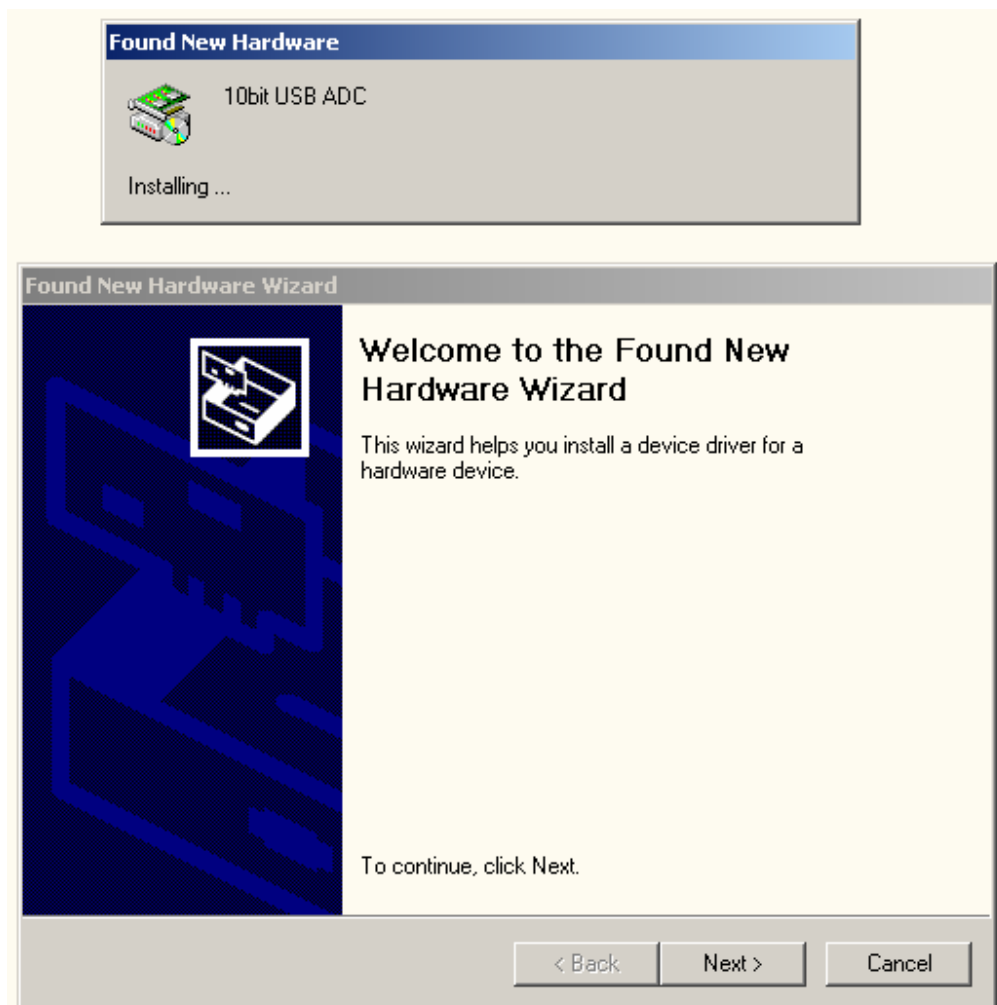 Found New Hardware
10bit USB ADC
Installing ...
Found New Hardware Wizard
Welcome to the Found New
Hardware Wizard
This wizard helps you install a device driver for a
hardware device.
To continue, click Next.
< Back
Next >
Cancel